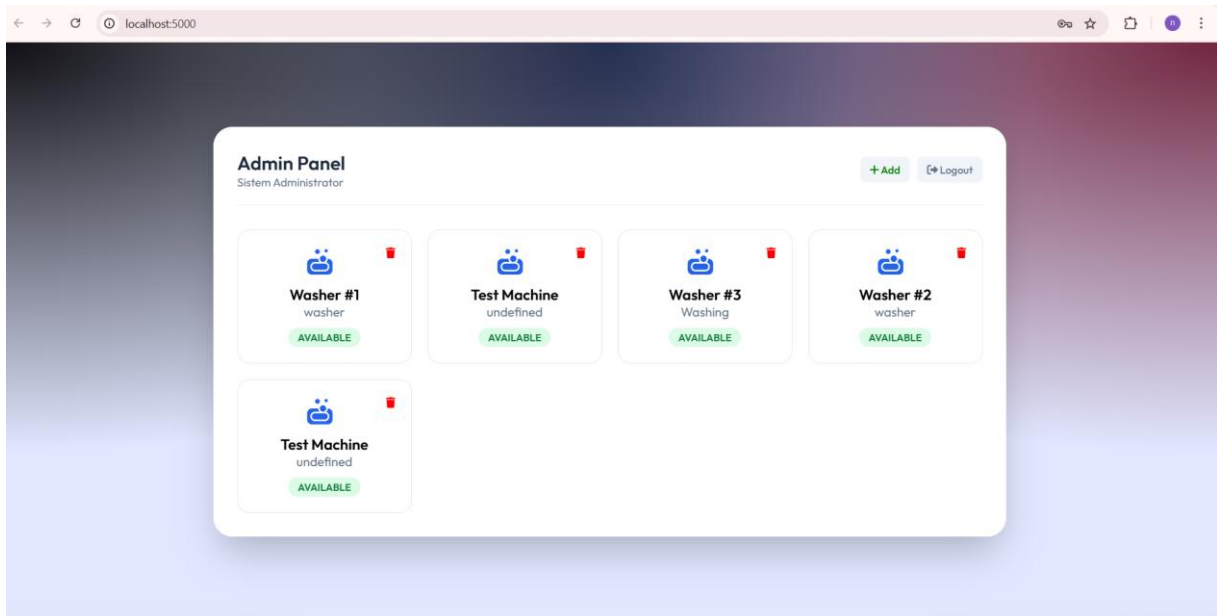 localhost:5000
n
Admin Panel
Sistem Administrator
+ Add
Logout
Washer #1
washer
AVAILABLE
Test Machine
undefined
AVAILABLE
Washer #3
Washing
AVAILABLE
Washer #2
washer
AVAILABLE
Test Machine
undefined
AVAILABLE